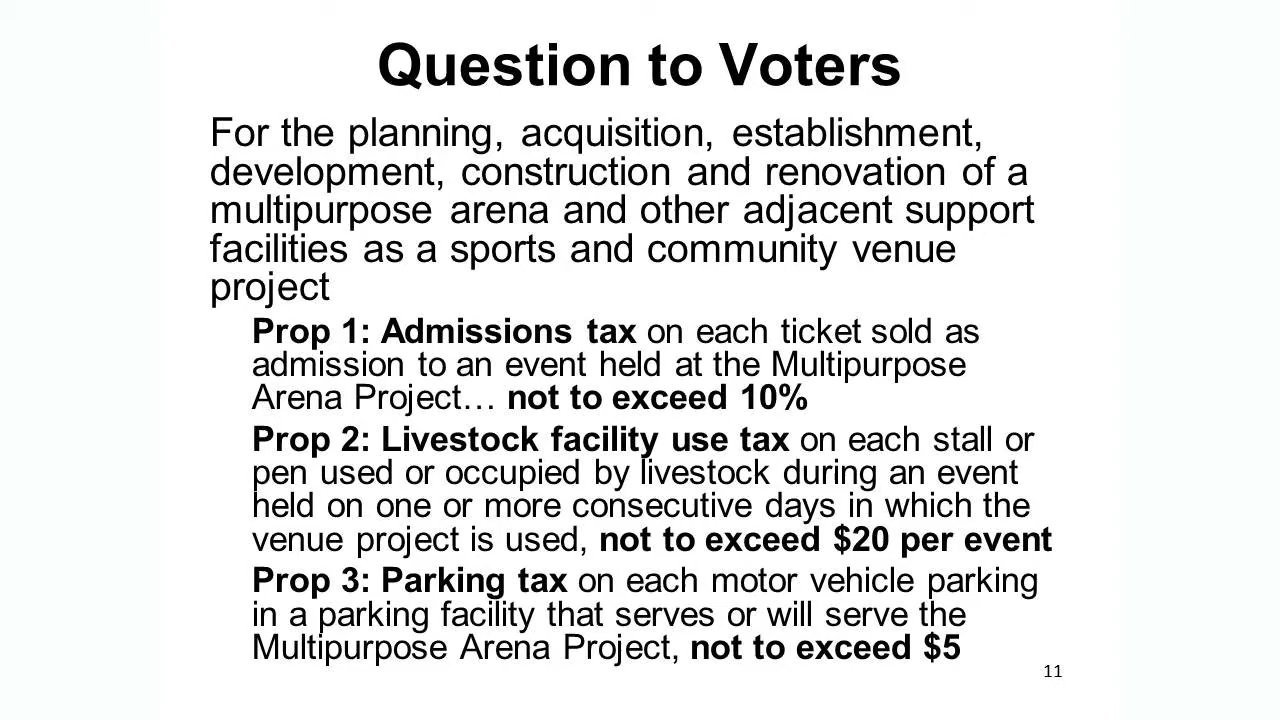 Question to Voters
For the planning, acquisition, establishment,
development, construction and renovation of a
multipurpose arena and other adjacent support
facilities as a sports and community venue
project
Prop 1: Admissions tax on each ticket sold as
admission to an event held at the Multipurpose
Arena Project… not to exceed 10%
Prop 2: Livestock facility use tax on each stall or
pen used or occupied by livestock during an event
held on one or more consecutive days in which the
venue project is used, not to exceed $20 per event
Prop 3: Parking tax on each motor vehicle parking
in a parking facility that serves or will serve the
Multipurpose Arena Project, not to exceed $5
11